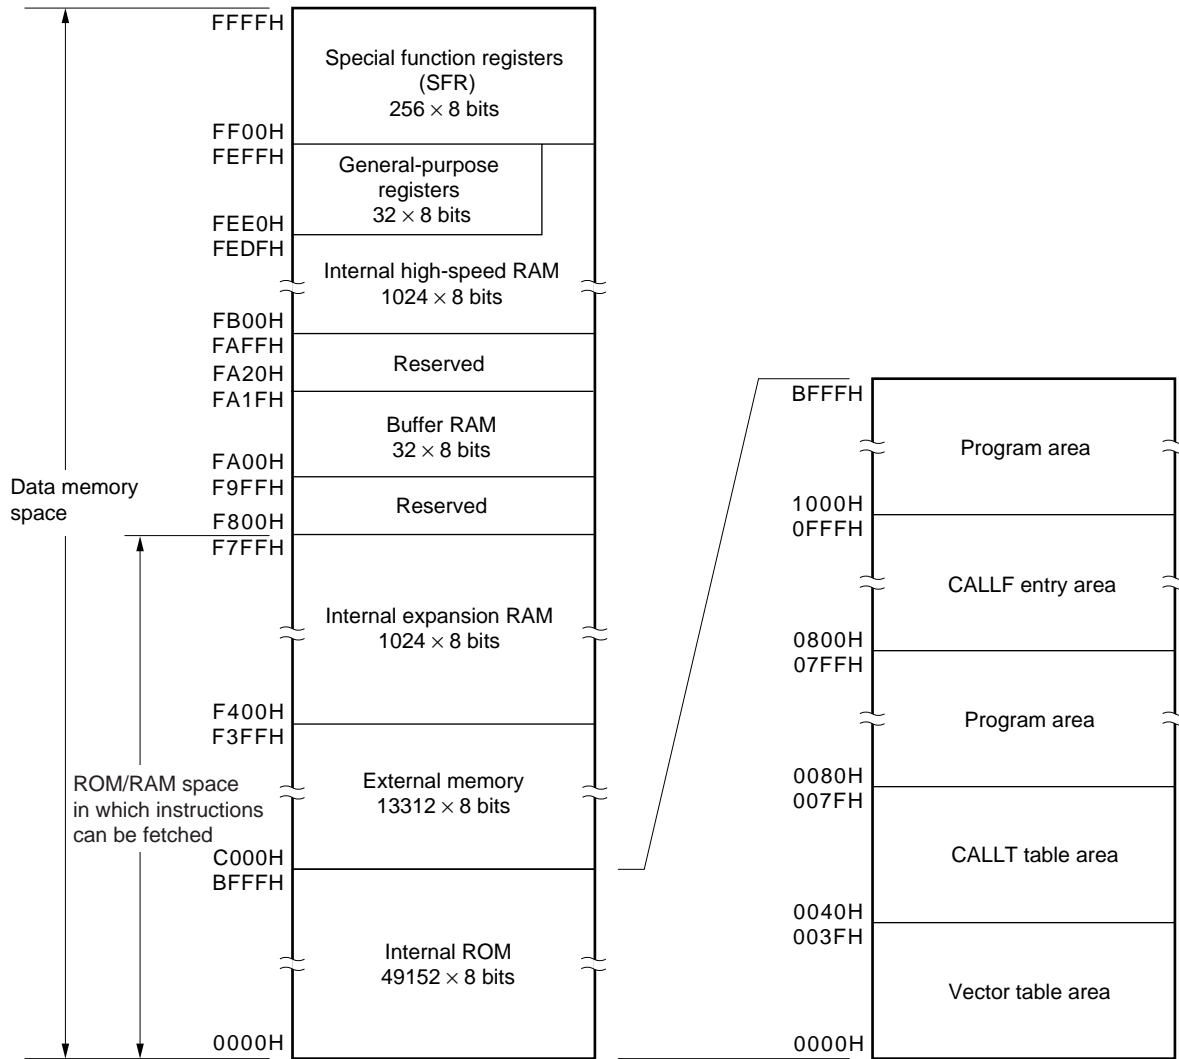 FFFFH
Special function registers
(SFR)
256 × 8 bits
FF00H
FEFFH
General-purpose
registers
32 × 8 bits
FEE0H
FEDFH
Internal high-speed RAM
1024 × 8 bits
FB00H
FAFFH
Reserved
FA20H
FA1FH
Buffer RAM
32 × 8 bits
FA00H
F9FFH
Reserved
F800H
F7FFH
Data memory
space
Internal expansion RAM
1024 × 8 bits
F400H
F3FFH
External memory
13312 × 8 bits
ROM/RAM space
in which instructions
can be fetched
C000H
BFFFH
Internal ROM
49152 × 8 bits
0000H
BFFFH
Program area
1000H
0FFFH
CALLF entry area
0800H
07FFH
Program area
0080H
007FH
CALLT table area
0040H
003FH
Vector table area
0000H